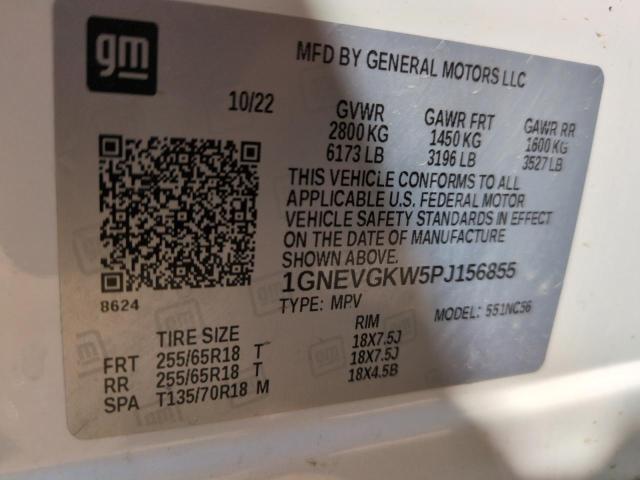 gm
MFD BY GENERAL MOTORS LLC
10/22
GVWR GAWR FRT GAWR RR
2800 KG 1450 KG 1600 KG
6173 LB 3196 LB 3527 LB
THIS VEHICLE CONFORMS TO ALL
APPLICABLE U.S. FEDERAL MOTOR
VEHICLE SAFETY STANDARDS IN EFFECT
ON THE DATE OF MANUFACTURE
SHOWN ABOVE.
1GNEVGKW5PJ156855
8624
TYPE: MPV MODEL: 551NC56
TIRE SIZE RIM
FRT 255/65R18 T 18X7.5J
RR 255/65R18 T 18X7.5J
SPA T135/70R18 M 18X4.5B